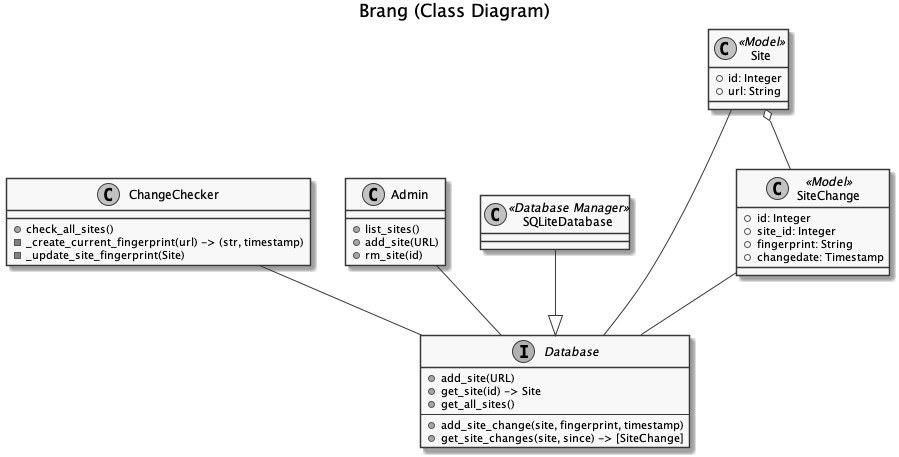 Brang (Class Diagram)
C
«Model»
Site
id: Integer
url: String
C
ChangeChecker
check_all_sites()
_create_current_fingerprint(url) -> (str, timestamp)
_update_site_fingerprint(Site)
C
Admin
list_sites()
add_site(URL)
rm_site(id)
C
«Database Manager»
SQLiteDatabase
C
«Model»
SiteChange
id: Integer
site_id: Integer
fingerprint: String
changedate: Timestamp
I
Database
add_site(URL)
get_site(id) -> Site
get_all_sites()
add_site_change(site, fingerprint, timestamp)
get_site_changes(site, since) -> [SiteChange]